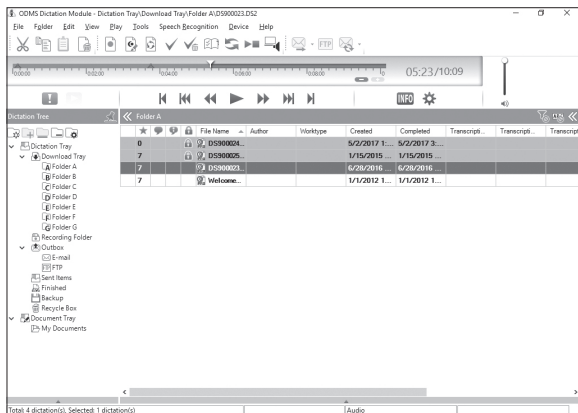 ODMS Dictation Module - Dictation Tray\Download Tray\Folder A\DS900023.DS2
File Folder Edit View Play Tools Speech Recognition Device Help
FTP
0:00:00 0:02:00 0:04:00 0:06:00 0:08:00 05:23/10:09
INFO
Dictation Tree
Folder A
File Name Author Worktype Created Completed Transcripti... Transcripti... Transcript
0 DS900024... 5/2/2017 1:... 5/2/2017 3:...
7 DS900025... 1/15/2015 ... 1/15/2015 ...
7 DS900023... 6/28/2016 ... 6/28/2016 ...
7 Welcome... 1/1/2012 1... 1/1/2012 1...
Dictation Tray
Download Tray
A Folder A
B Folder B
C Folder C
D Folder D
E Folder E
F Folder F
G Folder G
Recording Folder
Outbox
E-mail
FTP FTP
Sent Items
Finished
Backup
Recycle Box
Document Tray
My Documents
Total: 4 dictation(s), Selected: 1 dictation(s) Audio